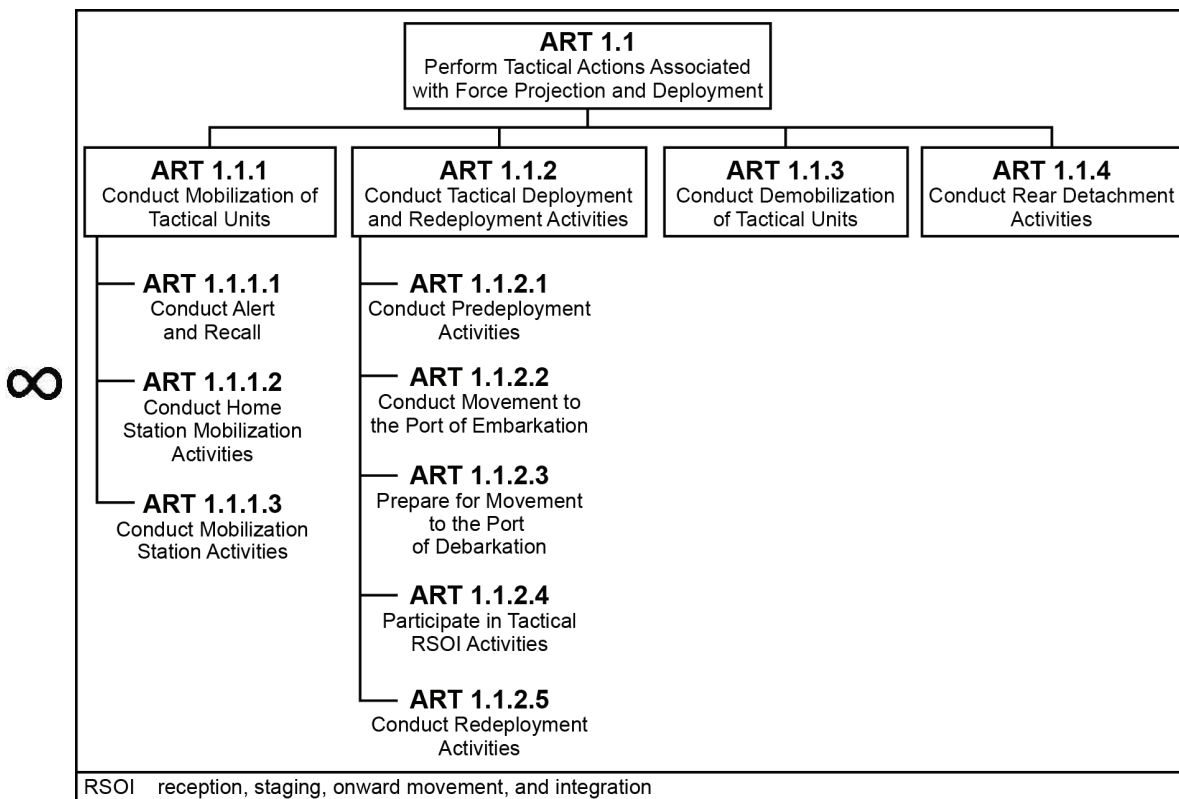 ART 1.1
Perform Tactical Actions Associated
with Force Projection and Deployment
ART 1.1.1
Conduct Mobilization of
Tactical Units
ART 1.1.2
Conduct Tactical Deployment
and Redeployment Activities
ART 1.1.3
Conduct Demobilization
of Tactical Units
ART 1.1.4
Conduct Rear Detachment
Activities
ART 1.1.1.1
Conduct Alert
and Recall
ART 1.1.1.2
Conduct Home
Station Mobilization
Activities
ART 1.1.1.3
Conduct Mobilization
Station Activities
ART 1.1.2.1
Conduct Predeployment
Activities
ART 1.1.2.2
Conduct Movement to
the Port of Embarkation
ART 1.1.2.3
Prepare for Movement
to the Port
of Debarkation
ART 1.1.2.4
Participate in Tactical
RSOI Activities
ART 1.1.2.5
Conduct Redeployment
Activities
∞
RSOI reception, staging, onward movement, and integration